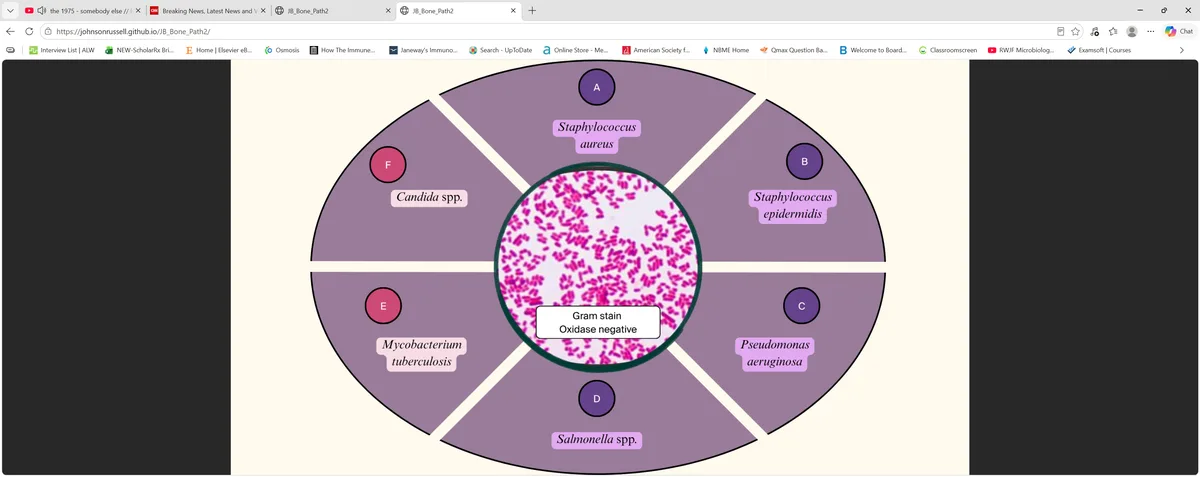 the 1975 - somebody else //
Breaking News, Latest News and V
JB_Bone_Path2
JB_Bone_Path2
https://johnsonrussell.github.io/JB_Bone_Path2/
Chat
Interview List | ALW
NEW-ScholarRx Bri...
Home | Elsevier eB...
Osmosis
How The Immune...
Janeway's Immuno...
Search - UpToDate
Online Store - Me...
American Society f...
NBME Home
Qmax Question Ba...
Welcome to Board...
Classroomscreen
RWJF Microbiolog...
Examsoft | Courses
A
Staphylococcus
aureus
B
Staphylococcus
epidermidis
C
Pseudomonas
aeruginosa
D
Salmonella spp.
E
Mycobacterium
tuberculosis
F
Candida spp.
Gram stain
Oxidase negative